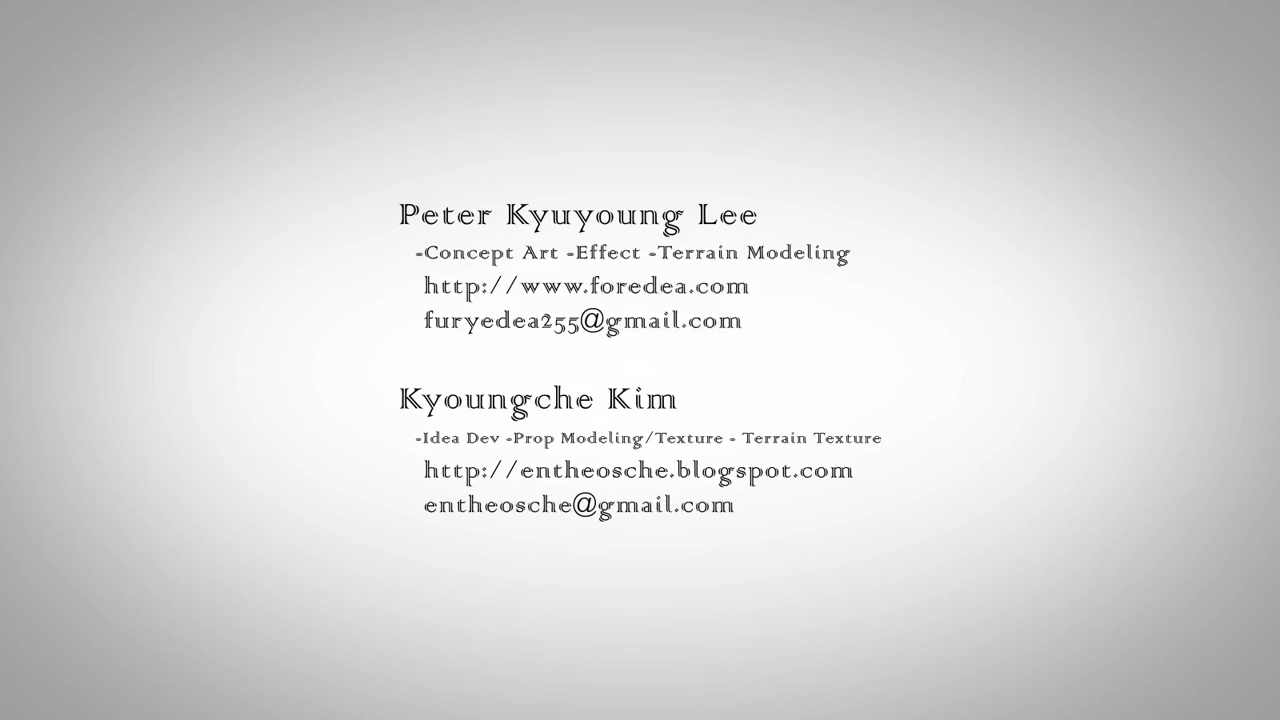 Peter Kyuyoung Lee
-Concept Art -Effect -Terrain Modeling
http://www.foredea.com
furyedea255@gmail.com
Kyoungche Kim
-Idea Dev -Prop Modeling/Texture - Terrain Texture
http://entheosche.blogspot.com
entheosche@gmail.com